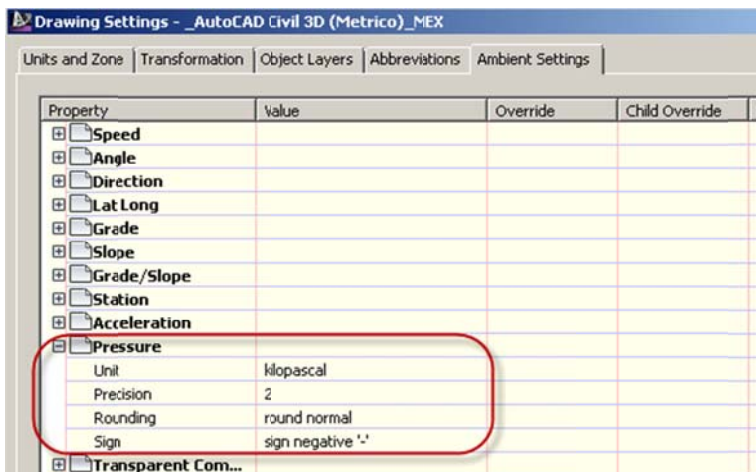 Drawing Settings - _AutoCAD Civil 3D (Metrico)_MEX
Units and Zone Transformation Object Layers Abbreviations Ambient Settings
Property Value Override Child Override
Speed
Angle
Direction
Lat Long
Grade
Slope
Grade/Slope
Station
Acceleration
Pressure
Unit kilopascal
Precision 2
Rounding round normal
Sign sign negative '-'
Transparent Com...